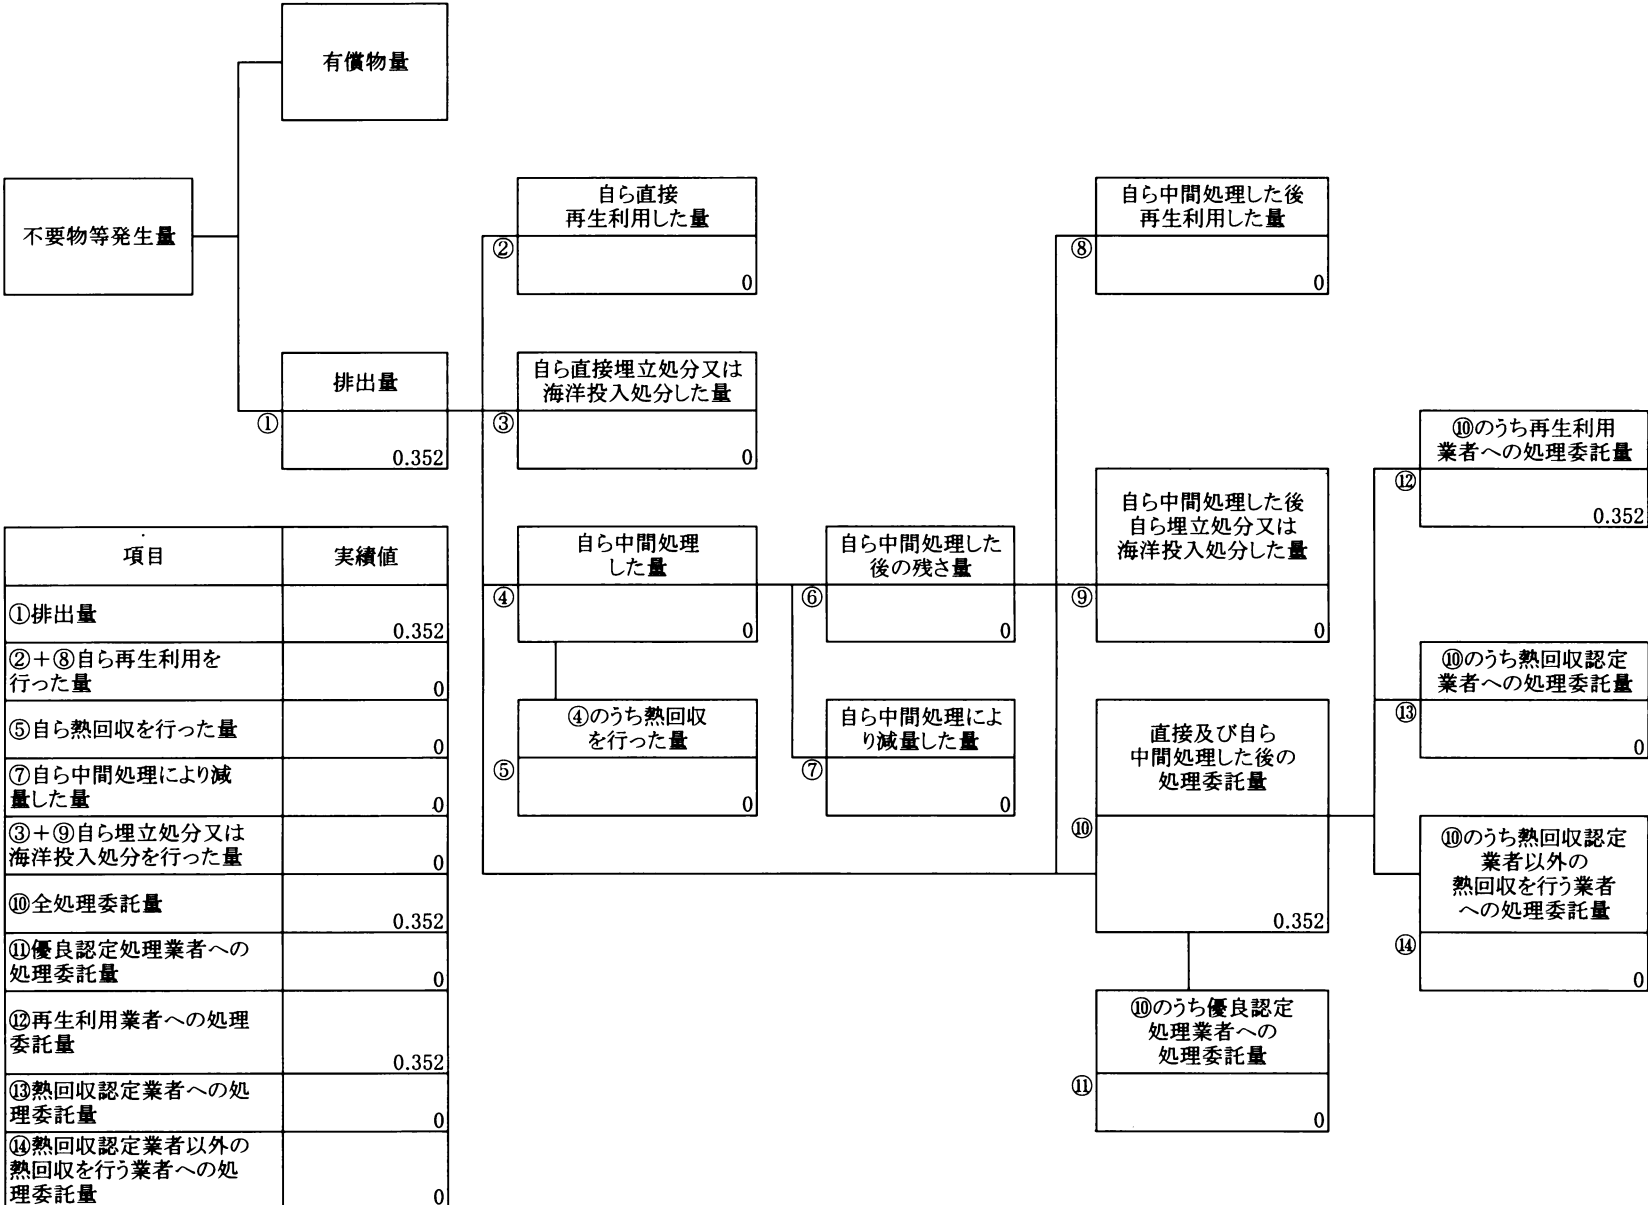 有償物量
不要物等発生量
自ら直接
再生利用した量
②
0
自ら中間処理した後
再生利用した量
⑧
0
排出量
①
0.352
自ら直接埋立処分又は
海洋投入処分した量
③
0
⑩のうち再生利用
業者への処理委託量
⑫
0.352
自ら中間処理
した量
④
0
自ら中間処理した
後の残さ量
⑥
0
自ら中間処理した後
自ら埋立処分又は
海洋投入処分した量
⑨
0
⑩のうち熱回収認定
業者への処理委託量
⑬
0
④のうち熱回収
を行った量
⑤
0
自ら中間処理によ
り減量した量
⑦
0
直接及び自ら
中間処理した後の
処理委託量
⑩
0.352
⑩のうち熱回収認定
業者以外の
熱回収を行う業者
への処理委託量
⑭
0
⑩のうち優良認定
処理業者への
処理委託量
⑪
0
項目 実績値
①排出量
0.352
②＋⑧自ら再生利用を
行った量
0
⑤自ら熱回収を行った量
0
⑦自ら中間処理により減
量した量
0
③＋⑨自ら埋立処分又は
海洋投入処分を行った量
0
⑩全処理委託量
0.352
⑪優良認定処理業者への
処理委託量
0
⑫再生利用業者への処理
委託量
0.352
⑬熱回収認定業者への処
理委託量
0
⑭熱回収認定業者以外の
熱回収を行う業者への処
理委託量
0